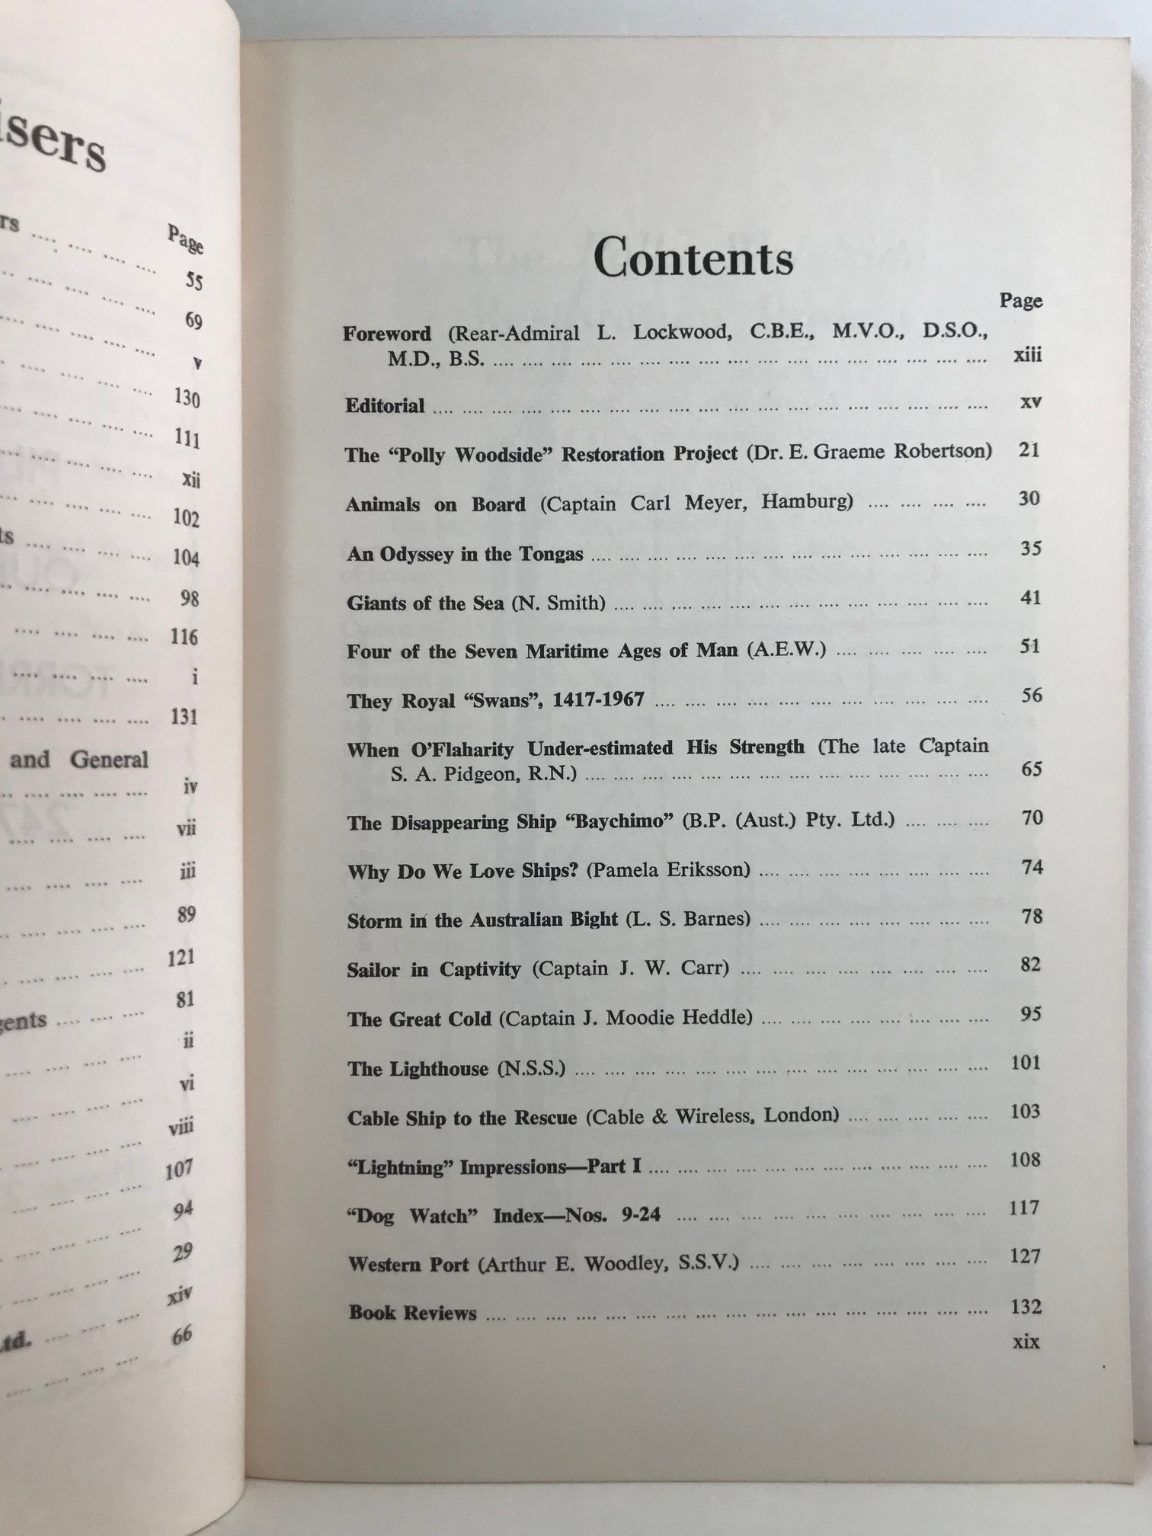 isers
Page
rs .... .... .... .... 55
.... .... .... .... 69
.... .... .... .... v
.... .... .... .... 130
.... .... .... .... 111
.... .... .... .... xii
.... .... .... .... 102
ts .... .... .... .... 104
.... .... .... .... 98
.... .... .... .... 116
.... .... .... .... i
.... .... .... .... 131
and General
.... .... .... .... iv
.... .... .... .... vii
.... .... .... .... iii
.... .... .... .... 89
.... .... .... .... 121
81
gents .... .... ....
.... .... .... .... ii
.... .... .... .... vi
.... .... .... .... viii
.... .... .... .... 107
.... .... .... .... 94
.... .... .... .... 29
.... .... .... .... xiv
Ltd. .... .... .... .... 66
Contents
Page
Foreword (Rear-Admiral L. Lockwood, C.B.E., M.V.O., D.S.O.,
M.D., B.S. .... .... .... .... xiii
Editorial .... .... .... .... xv
The “Polly Woodside” Restoration Project (Dr. E. Graeme Robertson) 21
Animals on Board (Captain Carl Meyer, Hamburg) .... .... .... .... 30
An Odyssey in the Tongas .... .... .... .... 35
Giants of the Sea (N. Smith) .... .... .... .... 41
Four of the Seven Maritime Ages of Man (A.E.W.) .... .... .... .... 51
They Royal “Swans”, 1417-1967 .... .... .... .... 56
When O’Flaharity Under-estimated His Strength (The late Captain
S. A. Pidgeon, R.N.) .... .... .... .... 65
The Disappearing Ship “Baychimo” (B.P. (Aust.) Pty. Ltd.) .... .... .... 70
Why Do We Love Ships? (Pamela Eriksson) .... .... .... .... 74
Storm in the Australian Bight (L. S. Barnes) .... .... .... .... 78
Sailor in Captivity (Captain J. W. Carr) .... .... .... .... 82
The Great Cold (Captain J. Moodie Heddle) .... .... .... .... 95
The Lighthouse (N.S.S.) .... .... .... .... 101
Cable Ship to the Rescue (Cable & Wireless, London) .... .... .... .... 103
“Lightning” Impressions—Part I .... .... .... .... 108
“Dog Watch” Index—Nos. 9-24 .... .... .... .... 117
Western Port (Arthur E. Woodley, S.S.V.) .... .... .... .... 127
Book Reviews .... .... .... .... 132
xix